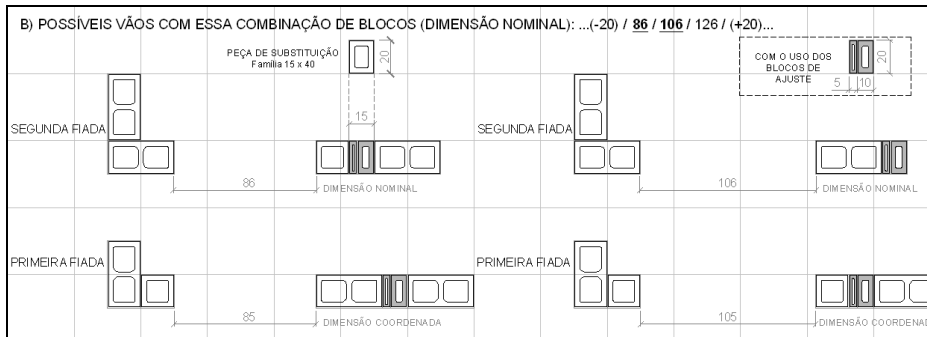 B) POSSÍVEIS VÃOS COM ESSA COMBINAÇÃO DE BLOCOS (DIMENSÃO NOMINAL): ...(-20) / 86 / 106 / 126 / (+20)...
PEÇA DE SUBSTITUIÇÃO
Família 15 x 40
20
15
COM O USO DOS
BLOCOS DE
AJUSTE
5
10
20
SEGUNDA FIADA
86
DIMENSÃO NOMINAL
SEGUNDA FIADA
106
DIMENSÃO NOMINAL
PRIMEIRA FIADA
85
DIMENSÃO COORDENADA
PRIMEIRA FIADA
105
DIMENSÃO COORDENAD